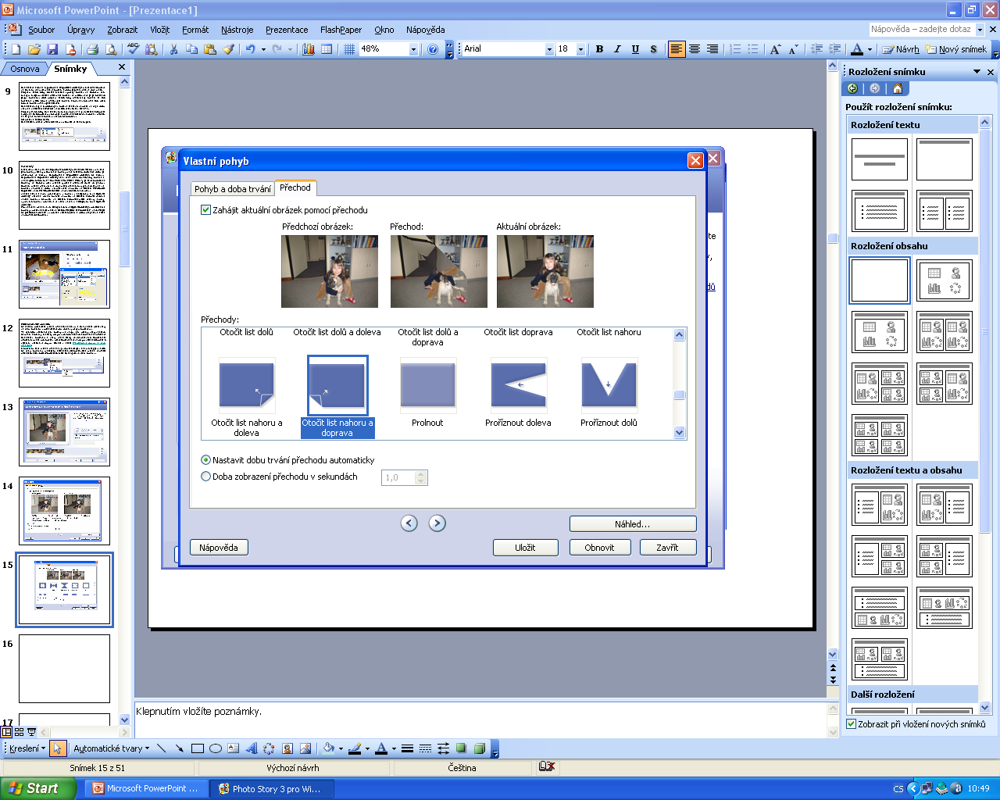 Microsoft PowerPoint - [Prezentace1]
Soubor Úpravy Zobrazit Vložit Formát Nástroje Prezentace FlashPaper Okno Nápověda
Nápověda – zadejte dotaz
48%
Arial
18
B I U S
Návrh
Nový snímek
Osnova
Snímky
Rozložení snímku
Použít rozložení snímku:
Rozložení textu
Rozložení obsahu
Rozložení textu a obsahu
Další rozložení
Zobrazit při vložení nových snímků
9
10
11
12
13
14
15
16
17
Vlastní pohyb
Pohyb a doba trvání
Přechod
Zahájit aktuální obrázek pomocí přechodu
Předchozí obrázek:
Přechod:
Aktuální obrázek:
te
dů
Přechody:
Otočit list dolů
Otočit list dolů a doleva
Otočit list dolů a doprava
Otočit list doprava
Otočit list nahoru
Otočit list nahoru a doleva
Otočit list nahoru a doprava
Prolnout
Proříznout doleva
Proříznout dolů
Nastavit dobu trvání přechodu automaticky
Doba zobrazení přechodu v sekundách
1,0
Náhled...
Nápověda
Uložit
Obnovit
Zavřít
Klepnutím vložíte poznámky.
Kreslení
Automatické tvary
Snímek 15 z 51
Výchozí návrh
Čeština
Start
Microsoft PowerPoint ...
Photo Story 3 pro Wi...
CS
10:49